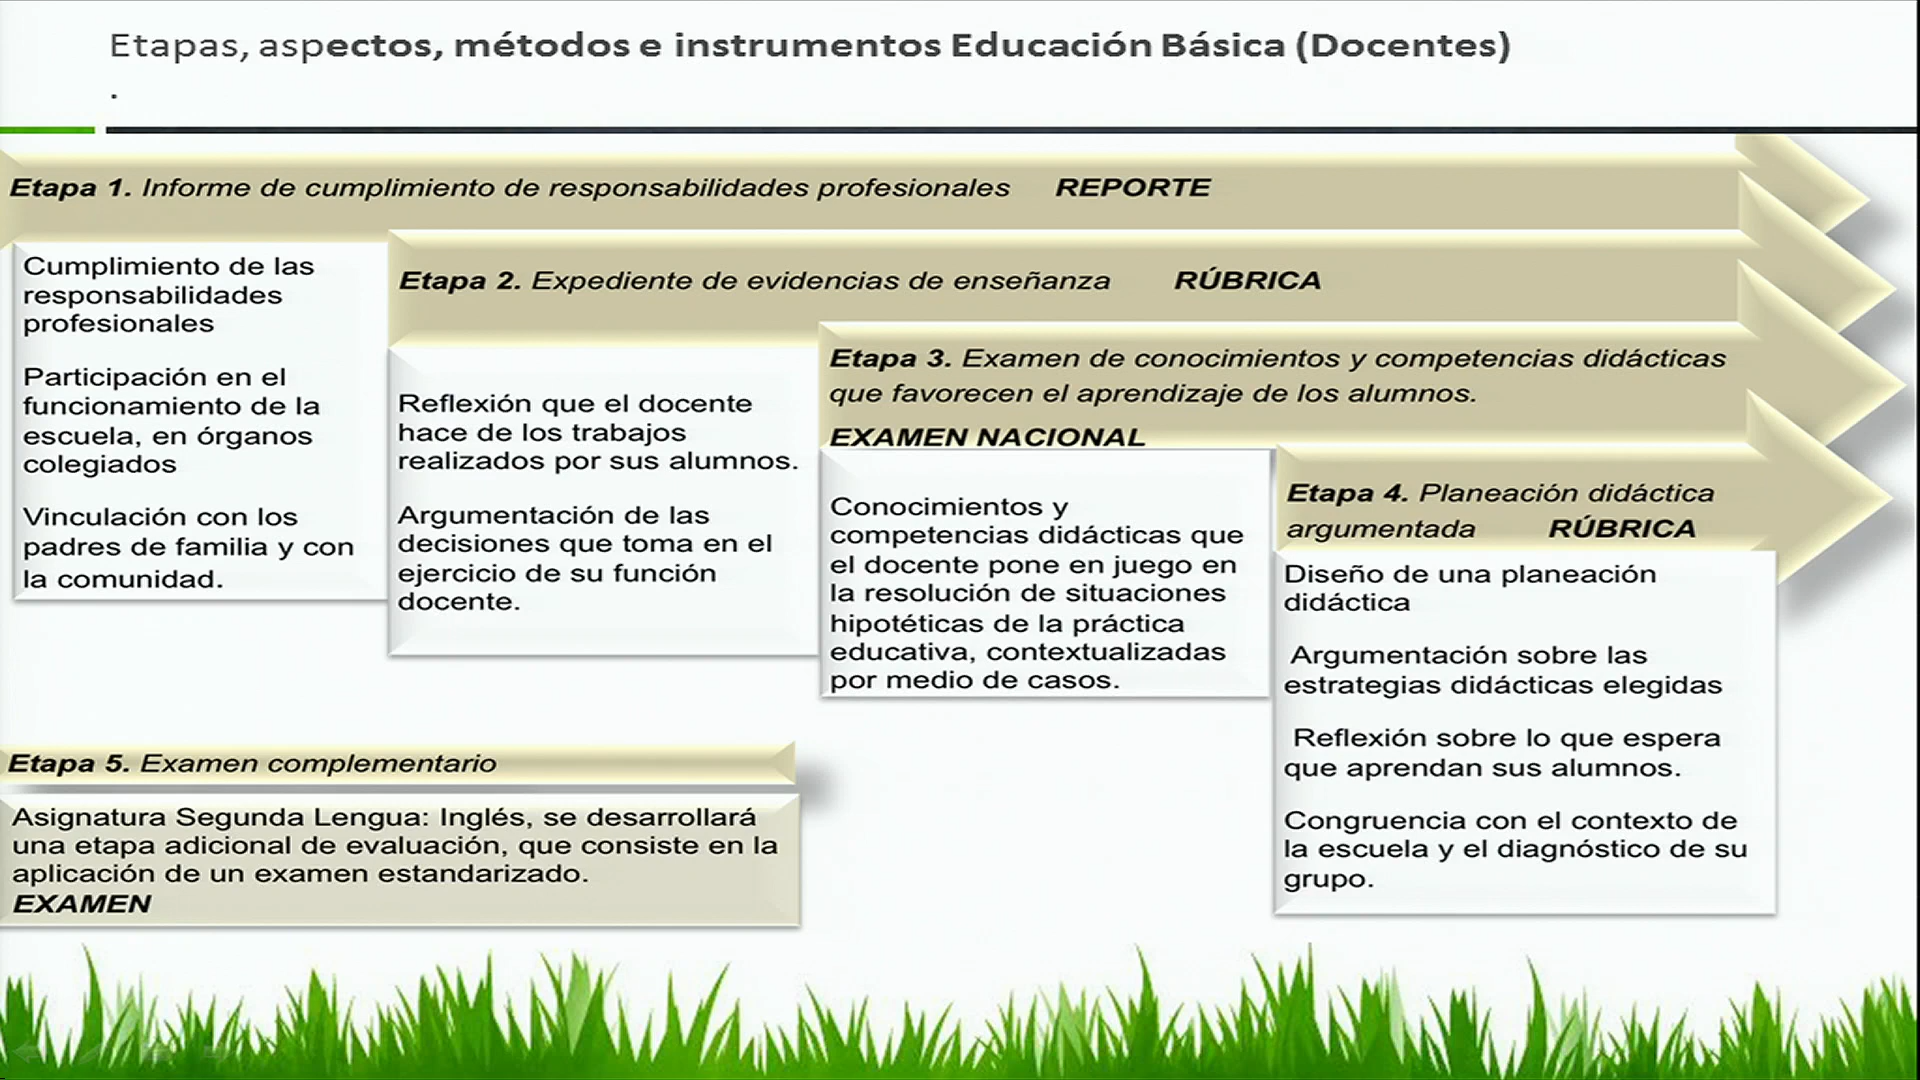 Etapas, aspectos, métodos e instrumentos Educación Básica (Docentes)
.
Etapa 1. Informe de cumplimiento de responsabilidades profesionales REPORTE
Cumplimiento de las
responsabilidades
profesionales
Participación en el
funcionamiento de la
escuela, en órganos
colegiados
Vinculación con los
padres de familia y con
la comunidad.
Etapa 2. Expediente de evidencias de enseñanza RÚBRICA
Reflexión que el docente
hace de los trabajos
realizados por sus alumnos.
Argumentación de las
decisiones que toma en el
ejercicio de su función
docente.
Etapa 3. Examen de conocimientos y competencias didácticas
que favorecen el aprendizaje de los alumnos.
EXAMEN NACIONAL
Conocimientos y
competencias didácticas que
el docente pone en juego en
la resolución de situaciones
hipotéticas de la práctica
educativa, contextualizadas
por medio de casos.
Etapa 4. Planeación didáctica
argumentada RÚBRICA
Diseño de una planeación
didáctica
Argumentación sobre las
estrategias didácticas elegidas
Reflexión sobre lo que espera
que aprendan sus alumnos.
Congruencia con el contexto de
la escuela y el diagnóstico de su
grupo.
Etapa 5. Examen complementario
Asignatura Segunda Lengua: Inglés, se desarrollará
una etapa adicional de evaluación, que consiste en la
aplicación de un examen estandarizado.
EXAMEN